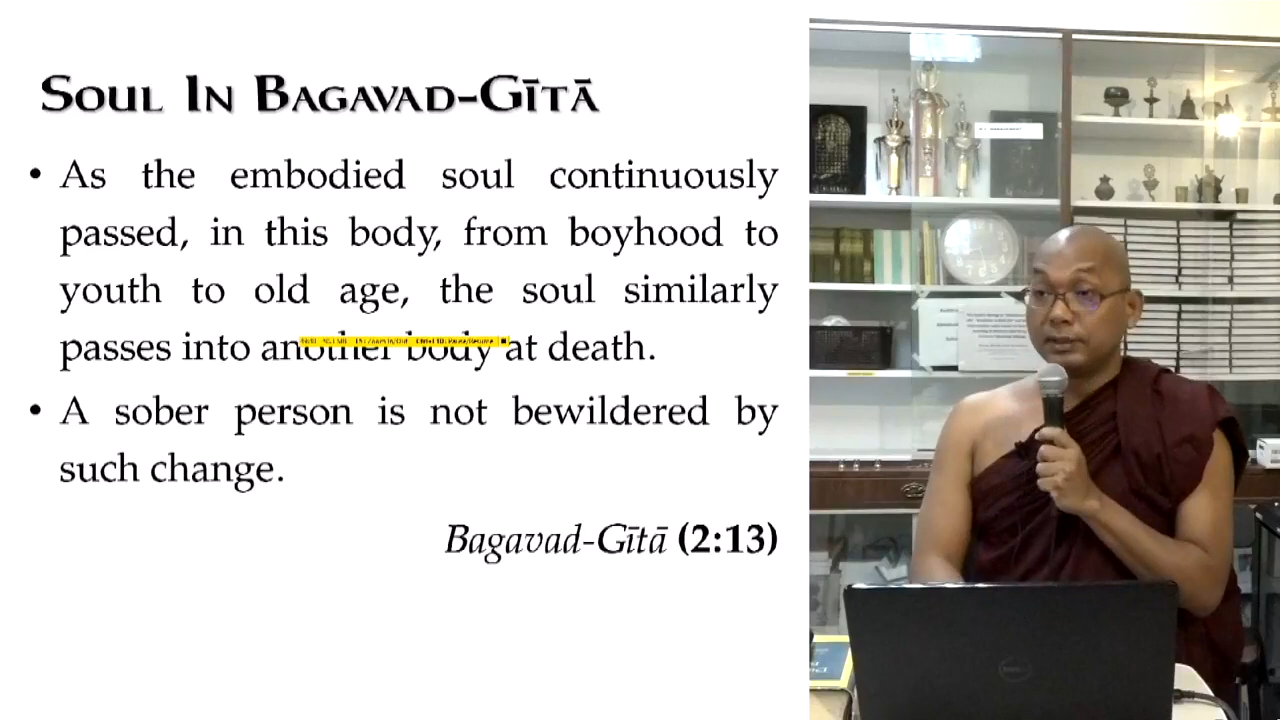 SOUL IN BAGAVAD-GĪTĀ
• As the embodied soul continuously
passed, in this body, from boyhood to
youth to old age, the soul similarly
passes into another body at death.
• A sober person is not bewildered by
such change.
Bagavad-Gītā (2:13)
DELL